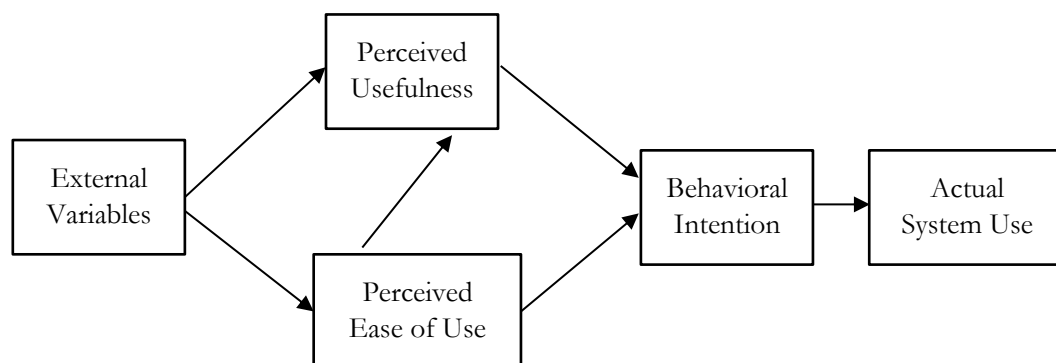 Perceived
Usefulness
External
Variables
Behavioral
Intention
Actual
System Use
Perceived
Ease of Use